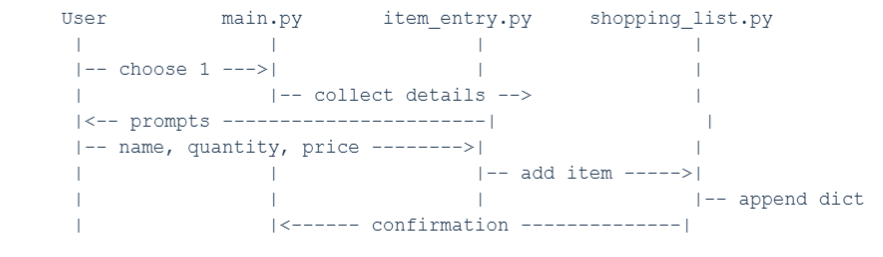 User          main.py        item_entry.py     shopping_list.py
 |                |                   |                    |
 |-- choose 1 --->|                   |                    |
 |                |-- collect details -->               |
 |<-- prompts ------------------------|                    |
 |-- name, quantity, price -------->|                    |
 |                |                   |-- add item ----->|
 |                |                   |                    |-- append dict
 |                |<------ confirmation --------------|